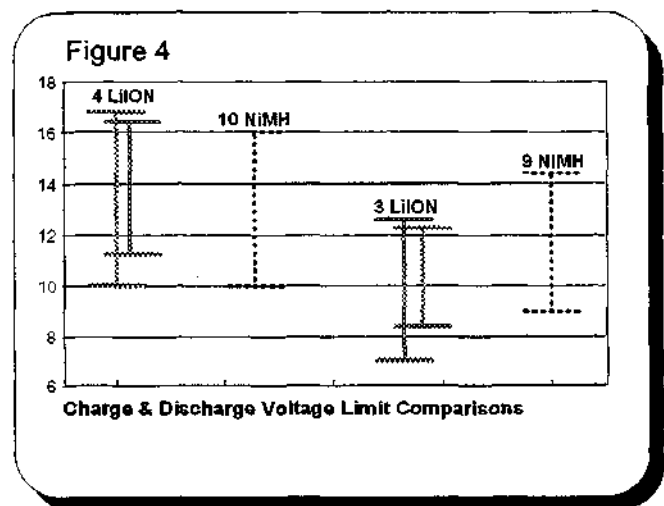 Figure 4
18
4 LiION
16
10 NiMH
9 NiMH
14
3 LiION
12
10
8
6
Charge & Discharge Voltage Limit Comparisons